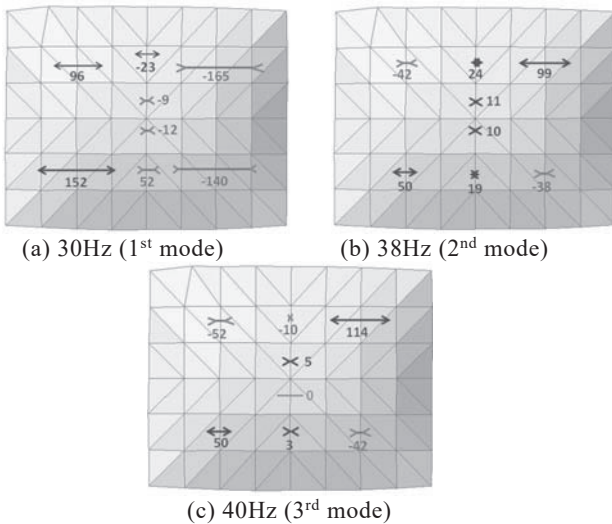 96 -23 -165
-9
-12
152 52 -140
(a) 30Hz (1st mode)
-42 24 99
11
10
50 19 -38
(b) 38Hz (2nd mode)
-52 -10 114
5
0
50 3 -42
(c) 40Hz (3rd mode)